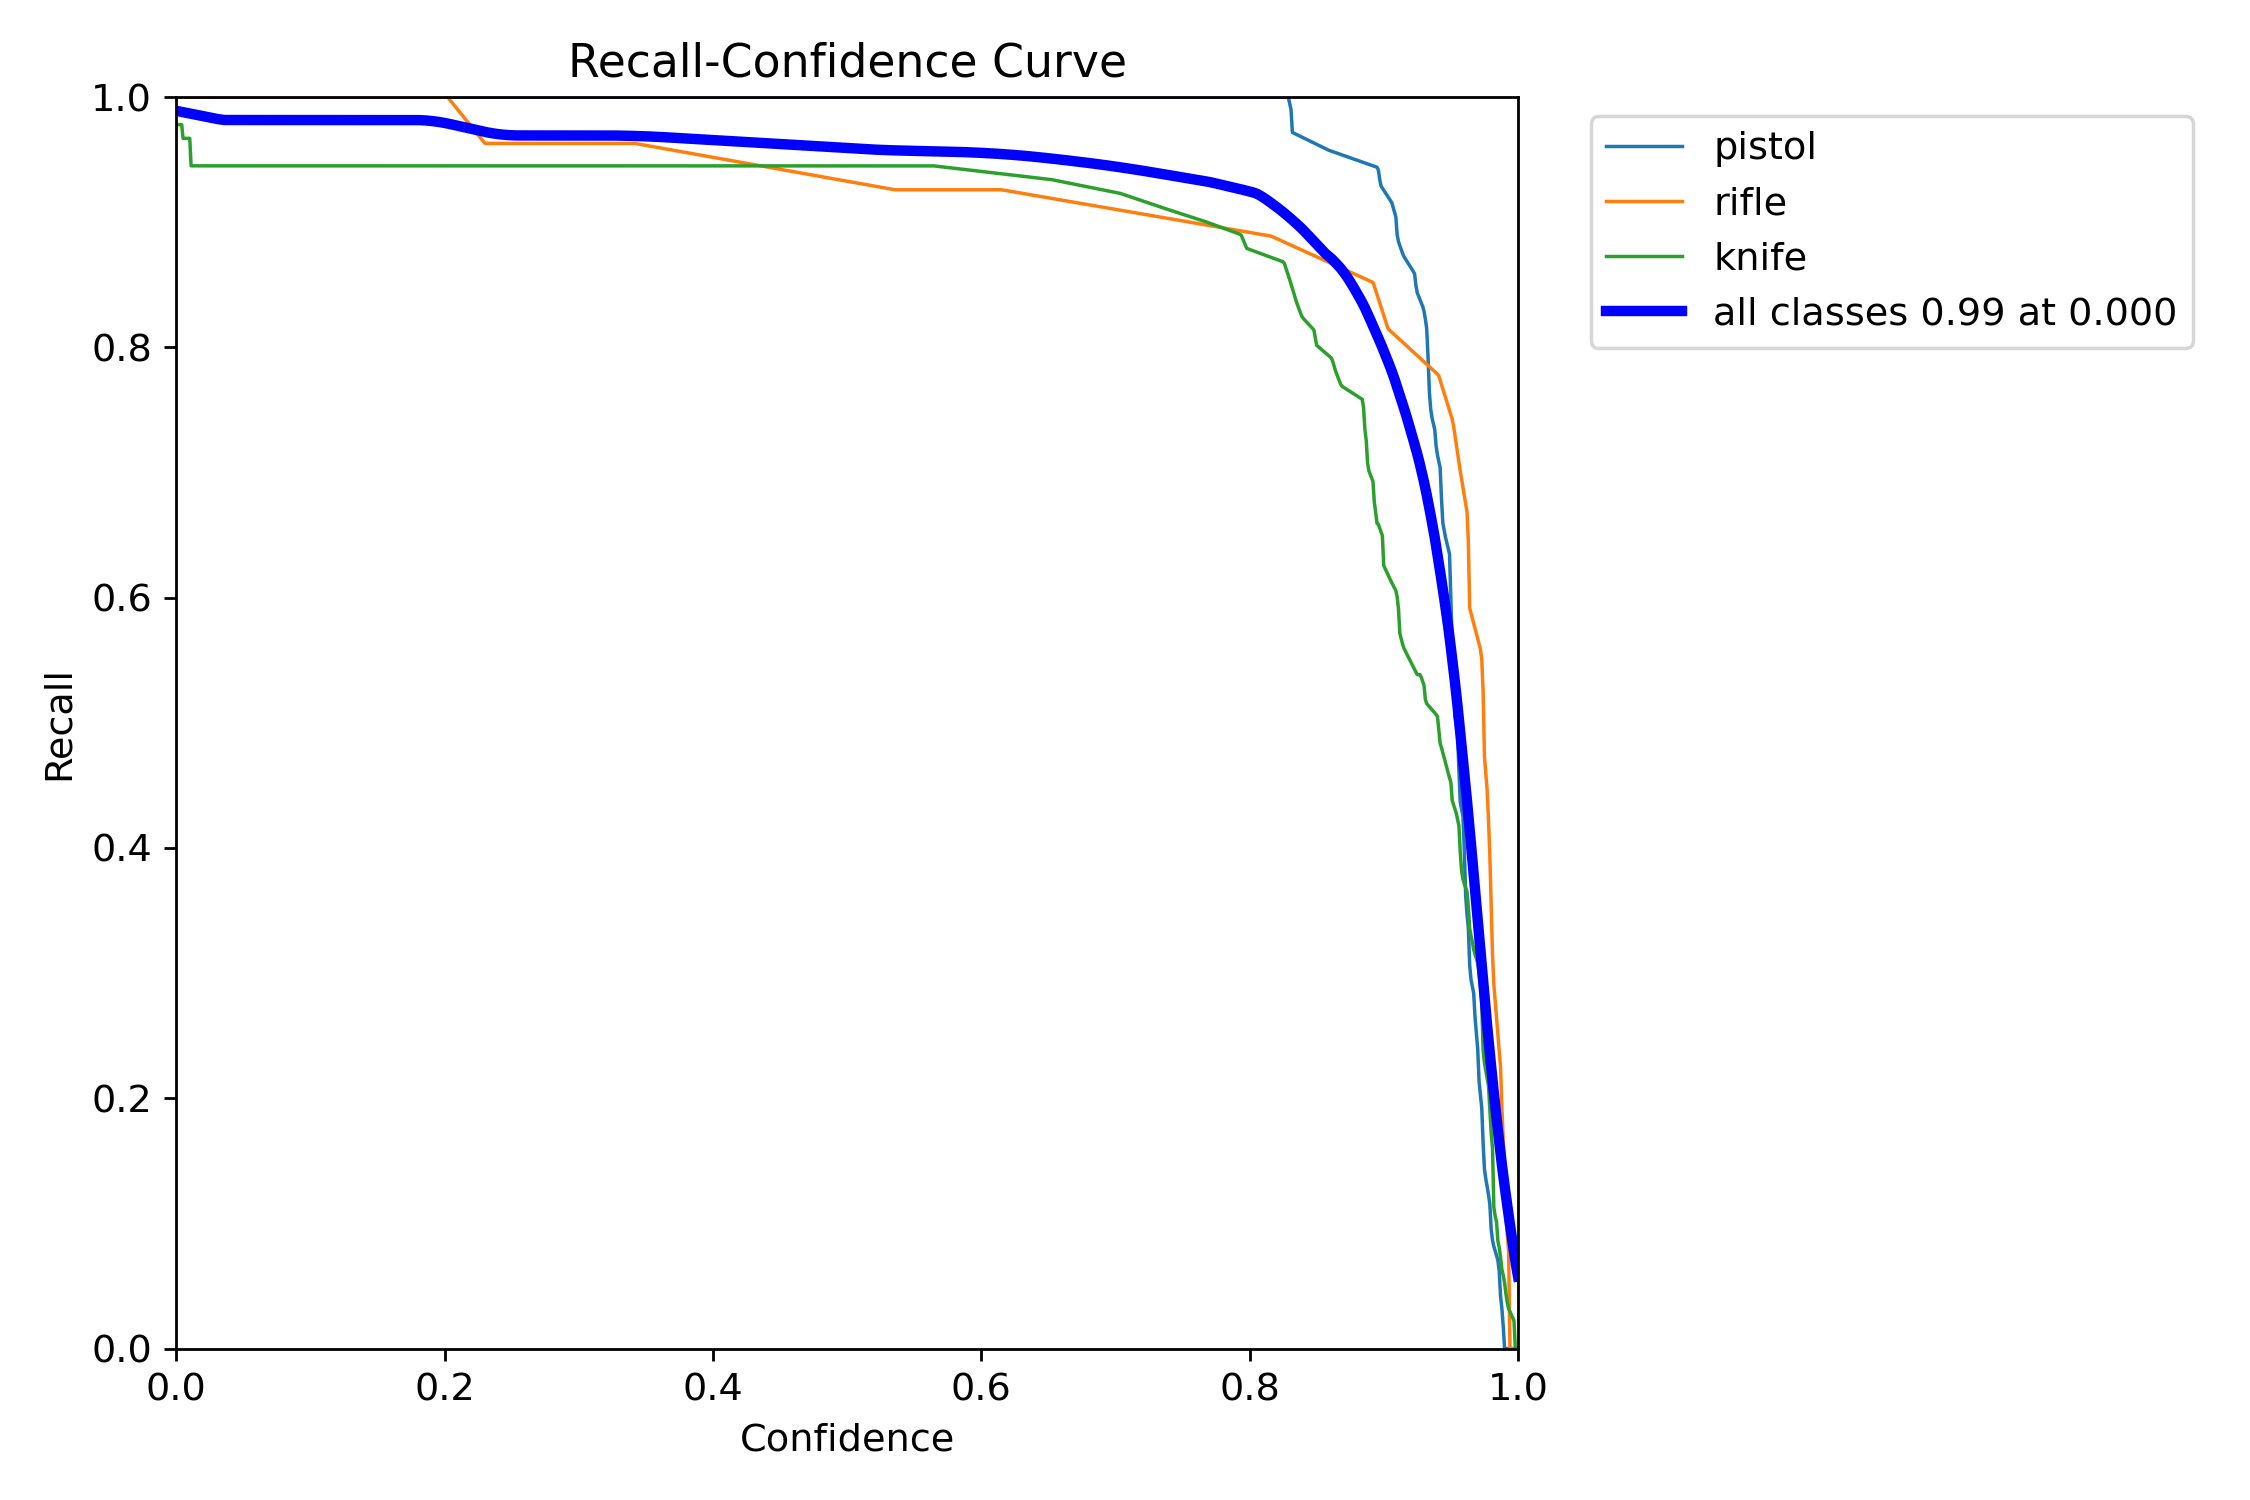 Recall-Confidence Curve
1.0
0.8
0.6
0.4
0.2
0.0
Recall
0.0 0.2 0.4 0.6 0.8 1.0
Confidence
pistol
rifle
knife
all classes 0.99 at 0.000